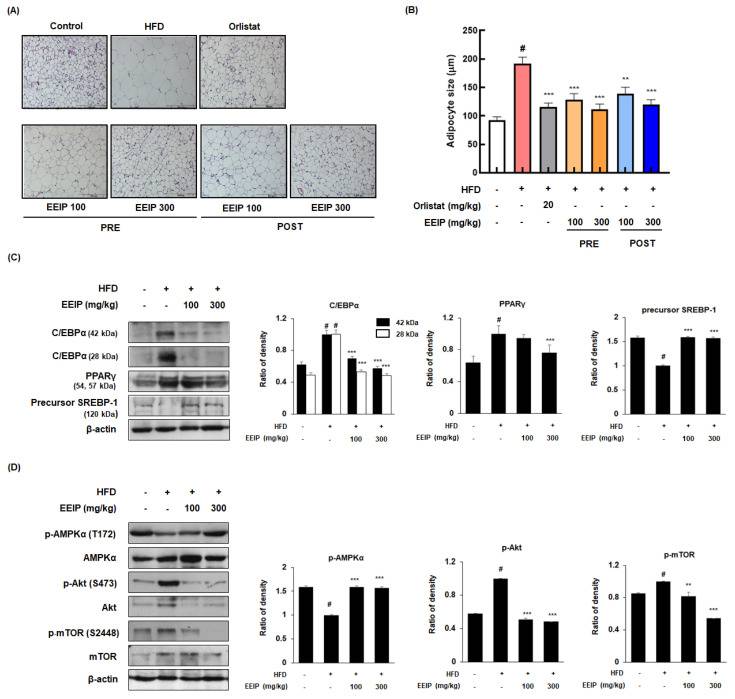 (A)
Control HFD Orlistat
EEIP 100 EEIP 300 EEIP 100 EEIP 300
PRE POST
(B)
Adipocyte size (μm)
250
200
150
100
50
0
# *** *** *** ** ***
HFD - + + + + + +
Orlistat (mg/kg) - - 20 - - - -
EEIP (mg/kg) - - - 100 300 100 300
PRE POST
(C)
HFD - + + +
EEIP (mg/kg) - - 100 300
C/EBPα (42 kDa)
C/EBPα (28 kDa)
PPARγ
(54, 57 kDa)
Precursor SREBP-1
(120 kDa)
β-actin
C/EBPα
42 kDa
28 kDa
Ratio of density
1.2
0.8
0.4
0
# # *** *** *** ***
HFD - + + +
EEIP (mg/kg) - - 100 300
PPARγ
Ratio of density
1.2
0.8
0.4
0
# ***
HFD - + + +
EEIP (mg/kg) - - 100 300
precursor SREBP-1
Ratio of density
2
1.5
1
0.5
0
# *** ***
HFD - + + +
EEIP (mg/kg) - - 100 300
(D)
HFD - + + +
EEIP (mg/kg) - - 100 300
p-AMPKα (T172)
AMPKα
p-Akt (S473)
Akt
p-mTOR (S2448)
mTOR
β-actin
p-AMPKα
Ratio of density
2
1.5
1
0.5
0
# *** ***
HFD - + + +
EEIP (mg/kg) - - 100 300
p-Akt
Ratio of density
1.2
0.8
0.4
0
# *** ***
HFD - + + +
EEIP (mg/kg) - - 100 300
p-mTOR
Ratio of density
1.2
0.8
0.4
0
# ** ***
HFD - + + +
EEIP (mg/kg) - - 100 300